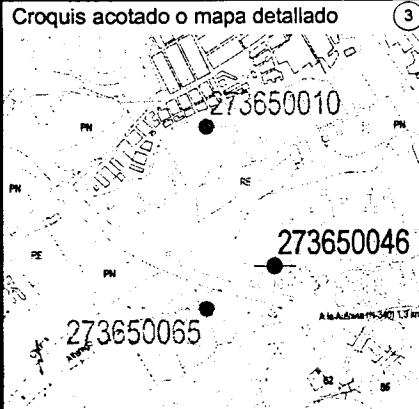 Croquis acotado o mapa detallado 3
273650010
PN
PN
RE
PN
273650046
PE
PN
273650065
82
86